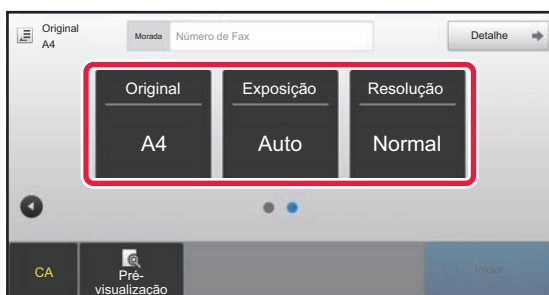 Original
A4
Morada
Número de Fax
Detalhe
Original
Exposição
Resolução
A4
Auto
Normal
CA
Pré-
visualização
Iniciar